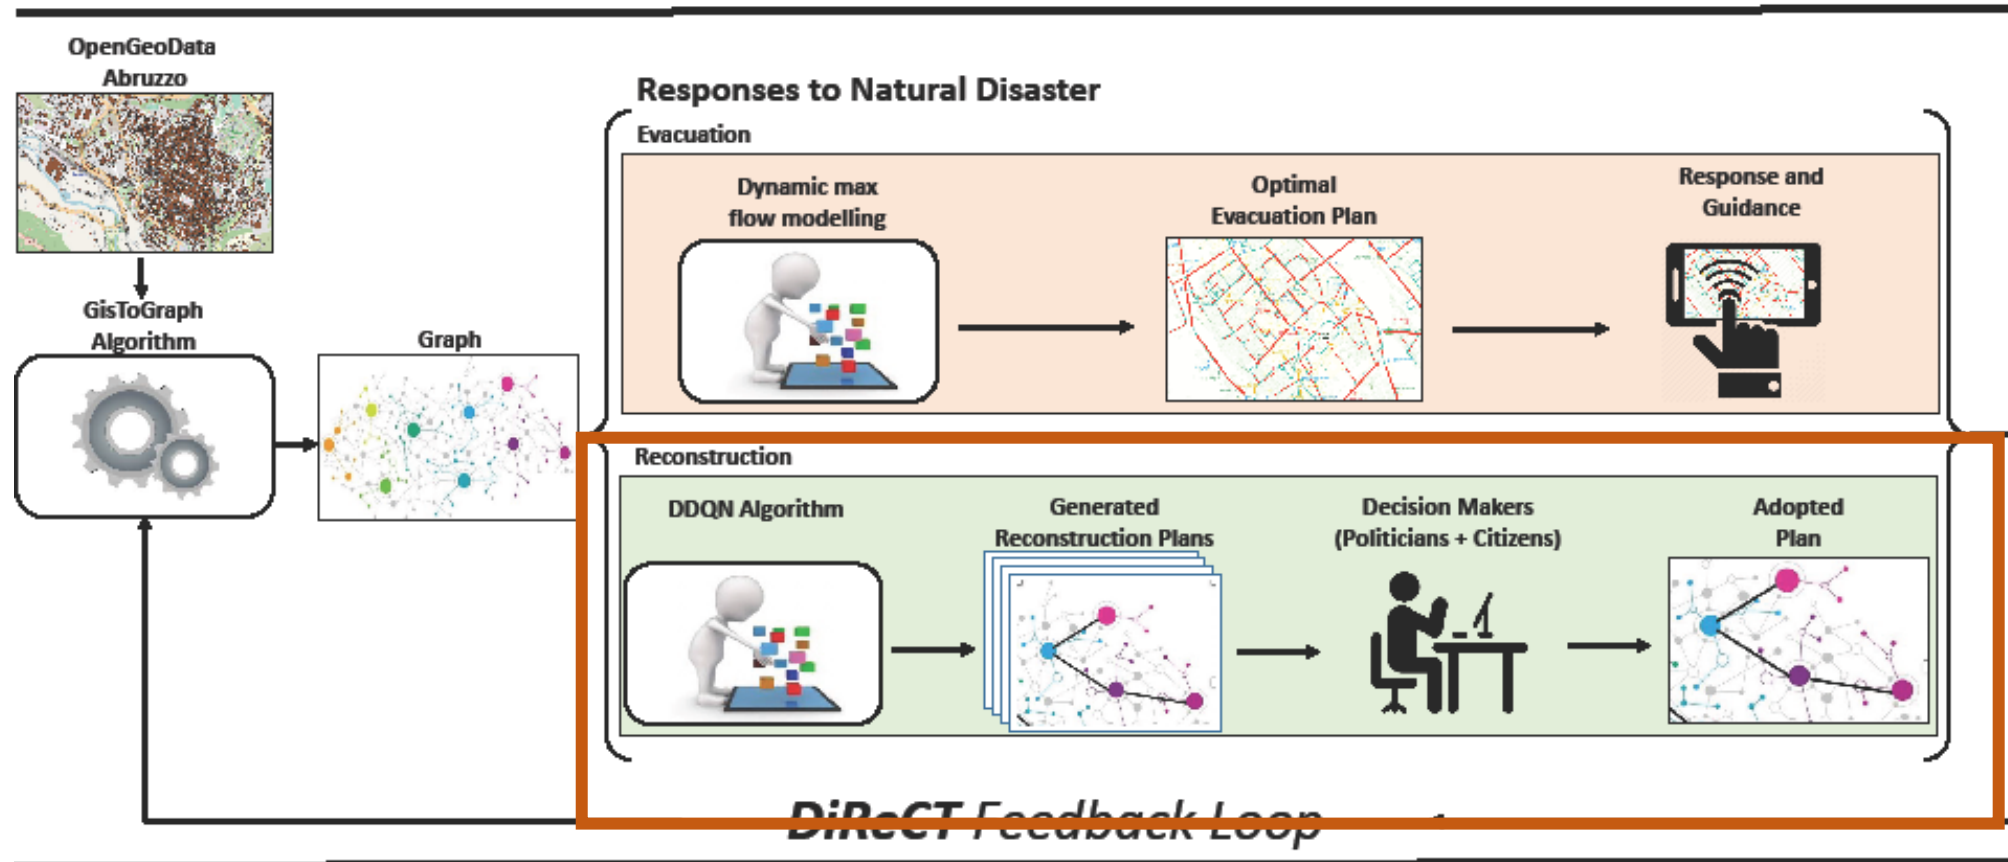 OpenGeoData
Abruzzo
GisToGraph
Algorithm
Graph
Responses to Natural Disaster
Evacuation
Dynamic max
flow modelling
Optimal
Evacuation Plan
Response and
Guidance
Reconstruction
DDQN Algorithm
Generated
Reconstruction Plans
Decision Makers
(Politicians + Citizens)
Adopted
Plan
DiReCT Feedback Loop